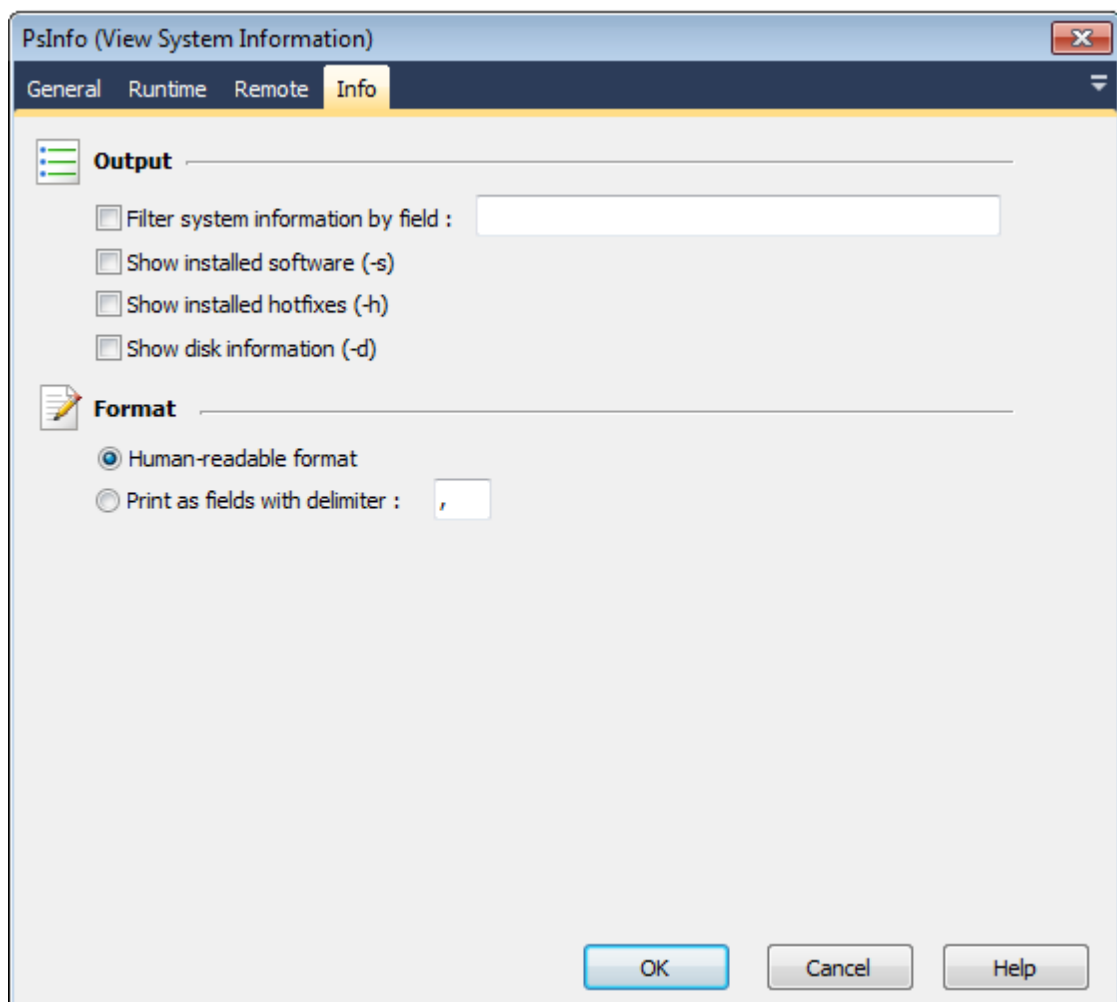 PsInfo (View System Information)
General Runtime Remote Info
Output
Filter system information by field :
Show installed software (-s)
Show installed hotfixes (-h)
Show disk information (-d)
Format
Human-readable format
Print as fields with delimiter : ,
OK Cancel Help